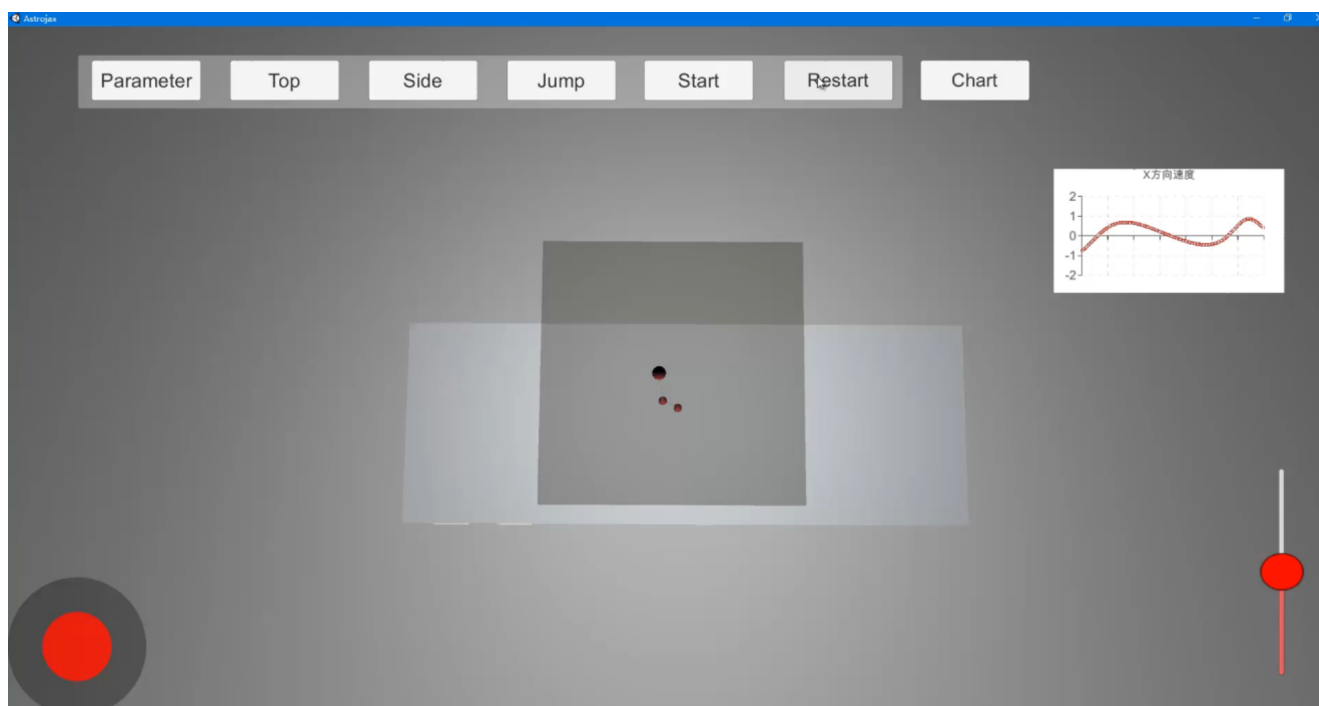 Astrojax
Parameter
Top
Side
Jump
Start
Restart
Chart
X方向速度
2
1
0
-1
-2